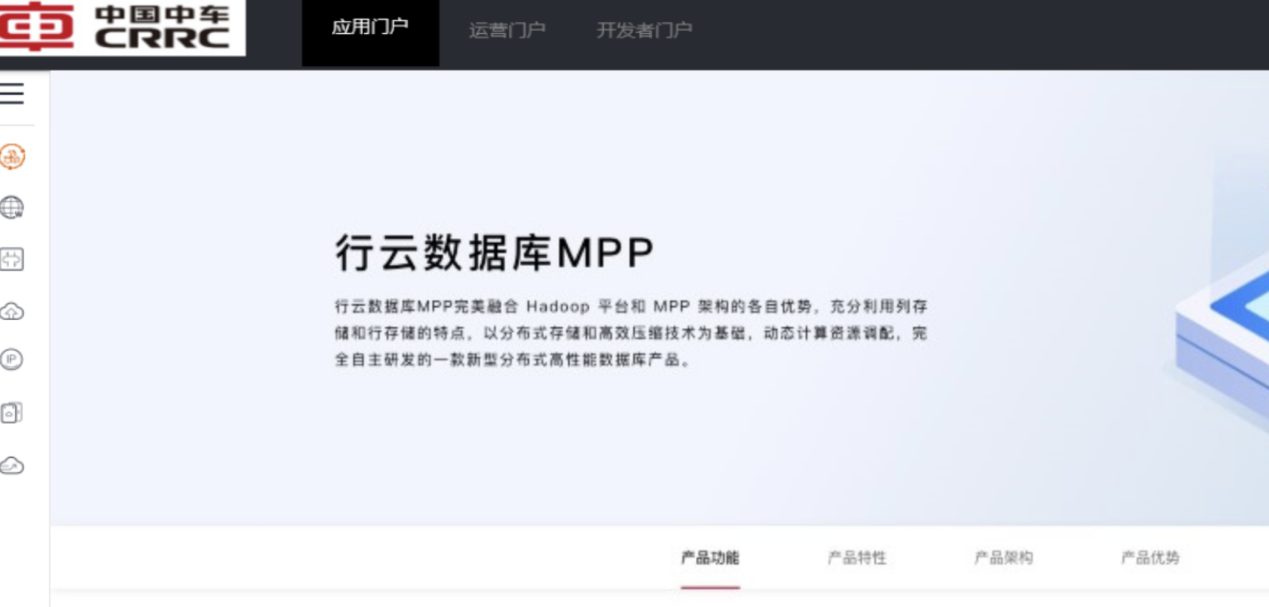 中国中车
CRRC
应用门户
运营门户
开发者门户
行云数据库MPP
行云数据库MPP完美融合 Hadoop 平台和 MPP 架构的各自优势，充分利用列存
储和行存储的特点，以分布式存储和高效压缩技术为基础，动态计算资源调配，完
全自主研发的一款新型分布式高性能数据库产品。
IP
产品功能
产品特性
产品架构
产品优势